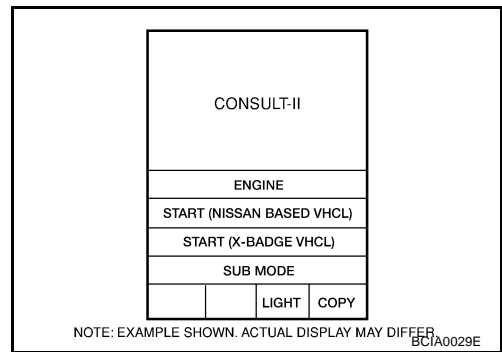 CONSULT-II
ENGINE
START (NISSAN BASED VHCL)
START (X-BADGE VHCL)
SUB MODE
LIGHT COPY
NOTE: EXAMPLE SHOWN. ACTUAL DISPLAY MAY DIFFER.
BCIA0029E